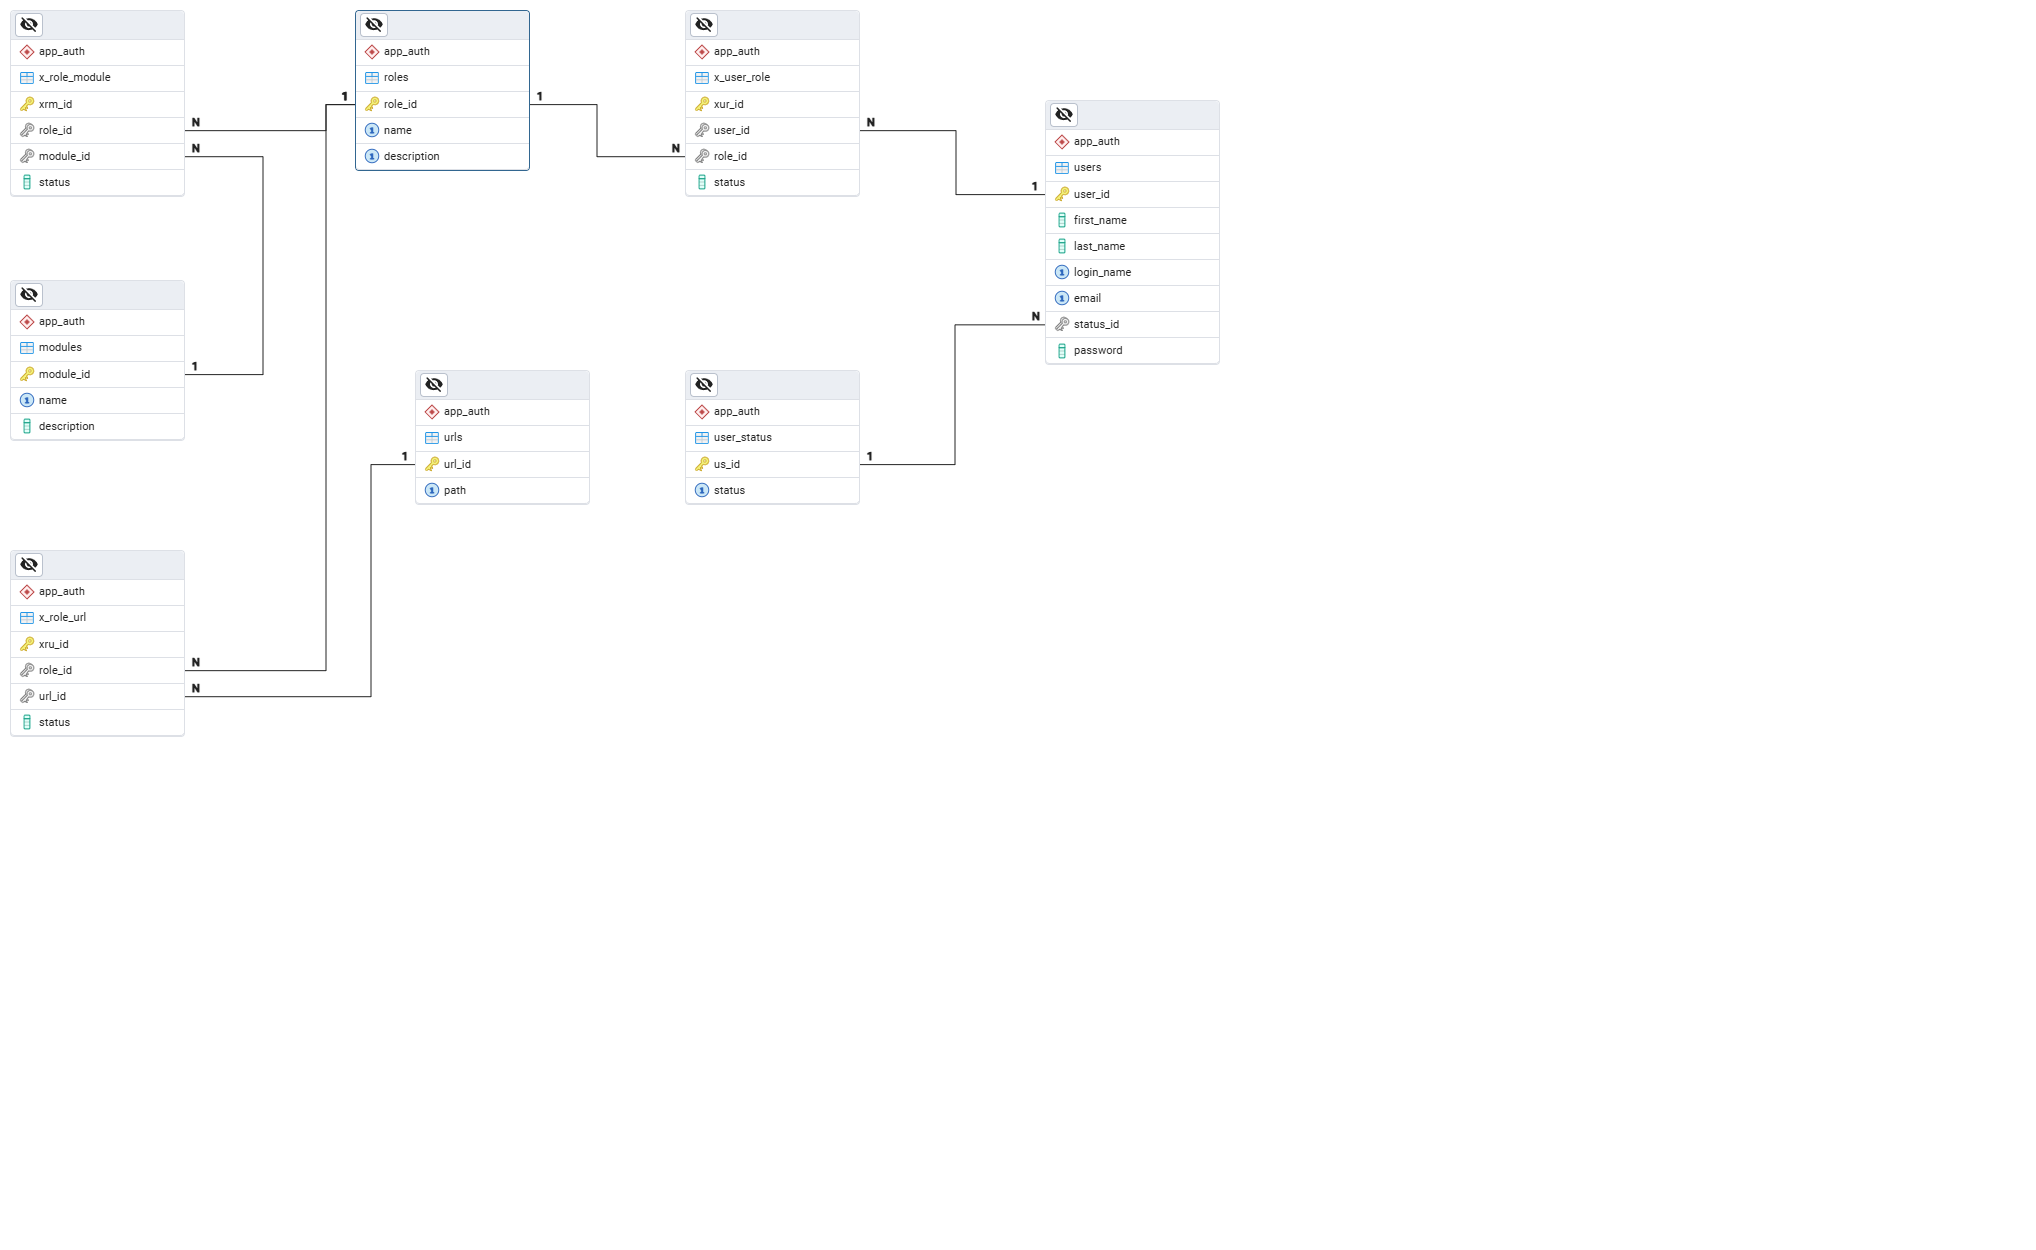 app_auth
x_role_module
xrm_id
role_id
module_id
status
N
N
app_auth
roles
role_id
name
description
1
1
app_auth
x_user_role
xur_id
user_id
role_id
status
N
N
app_auth
users
user_id
first_name
last_name
login_name
email
status_id
password
1
N
app_auth
modules
module_id
name
description
1
app_auth
urls
url_id
path
1
app_auth
user_status
us_id
status
1
app_auth
x_role_url
xru_id
role_id
url_id
status
N
N